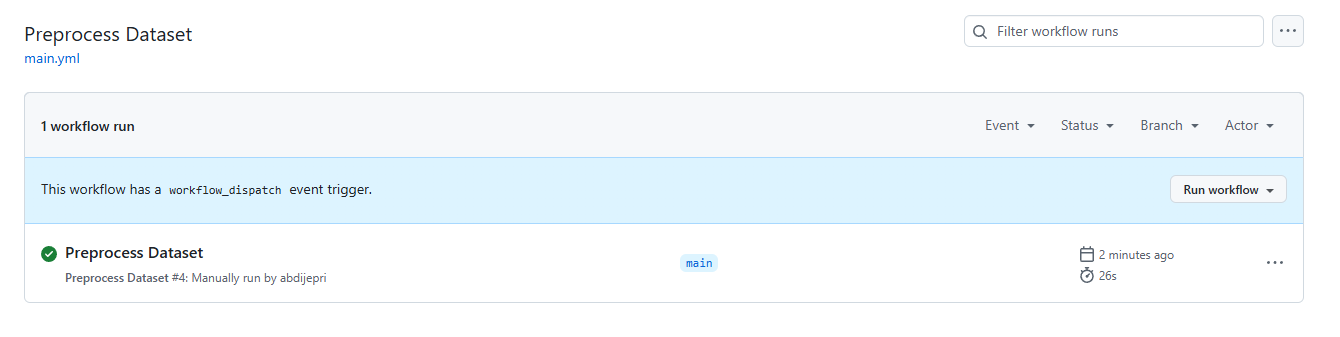 Preprocess Dataset
Filter workflow runs
main.yml
1 workflow run
Event
Status
Branch
Actor
This workflow has a workflow_dispatch event trigger.
Run workflow
Preprocess Dataset
Preprocess Dataset #4: Manually run by abdijepri
main
2 minutes ago
26s